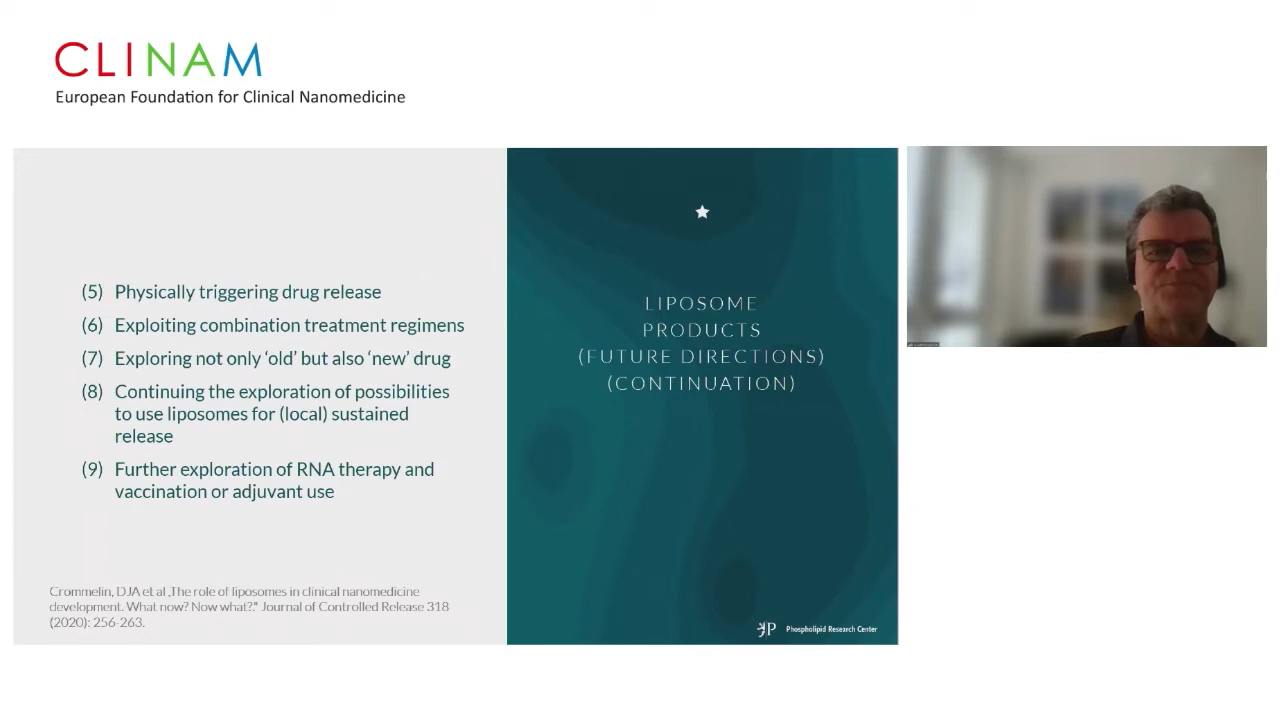 CLINAM
European Foundation for Clinical Nanomedicine
(5) Physically triggering drug release
(6) Exploiting combination treatment regimens
(7) Exploring not only ‘old’ but also ‘new’ drug
(8) Continuing the exploration of possibilities
to use liposomes for (local) sustained
release
(9) Further exploration of RNA therapy and
vaccination or adjuvant use
Crommelin, DJA et al „The role of liposomes in clinical nanomedicine
development. What now? Now what?." Journal of Controlled Release 318
(2020): 256-263.
LIPOSOME
PRODUCTS
(FUTURE DIRECTIONS)
(CONTINUATION)
Phospholipid Research Center